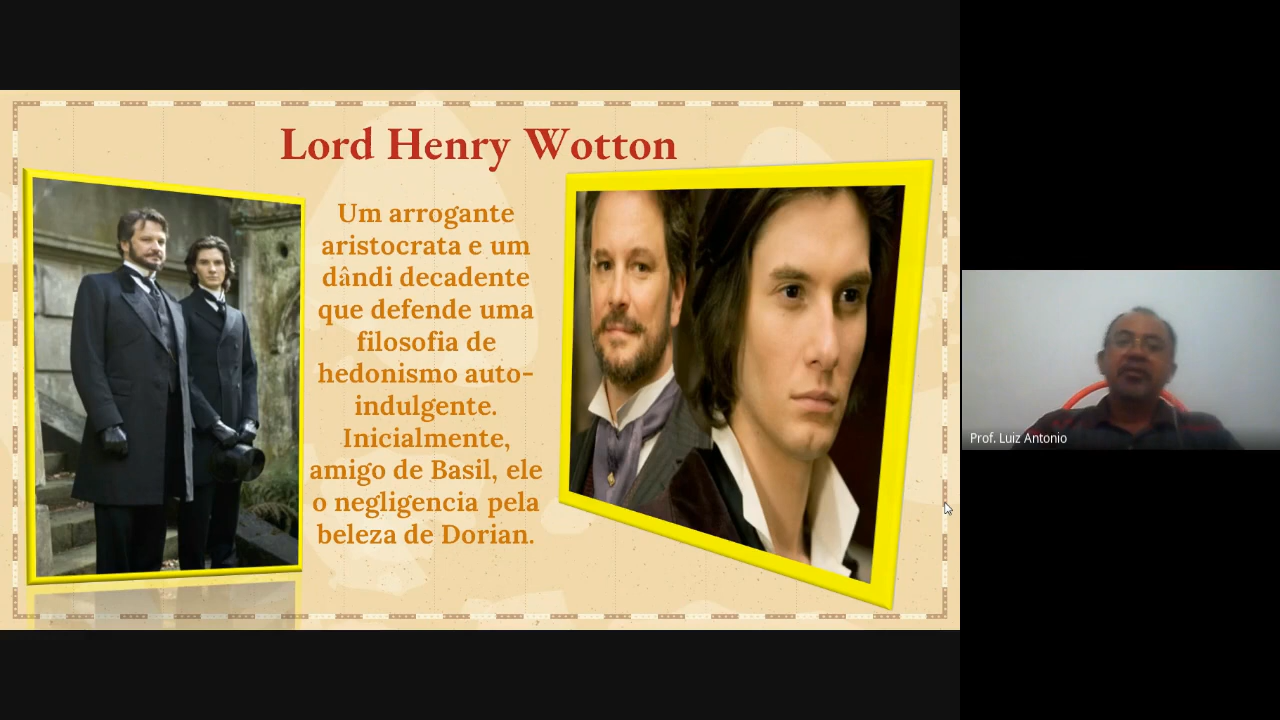 Lord Henry Wotton
Um arrogante
aristocrata e um
dândi decadente
que defende uma
filosofia de
hedonismo auto-
indulgente.
Inicialmente,
amigo de Basil, ele
o negligencia pela
beleza de Dorian.
Prof. Luiz Antonio